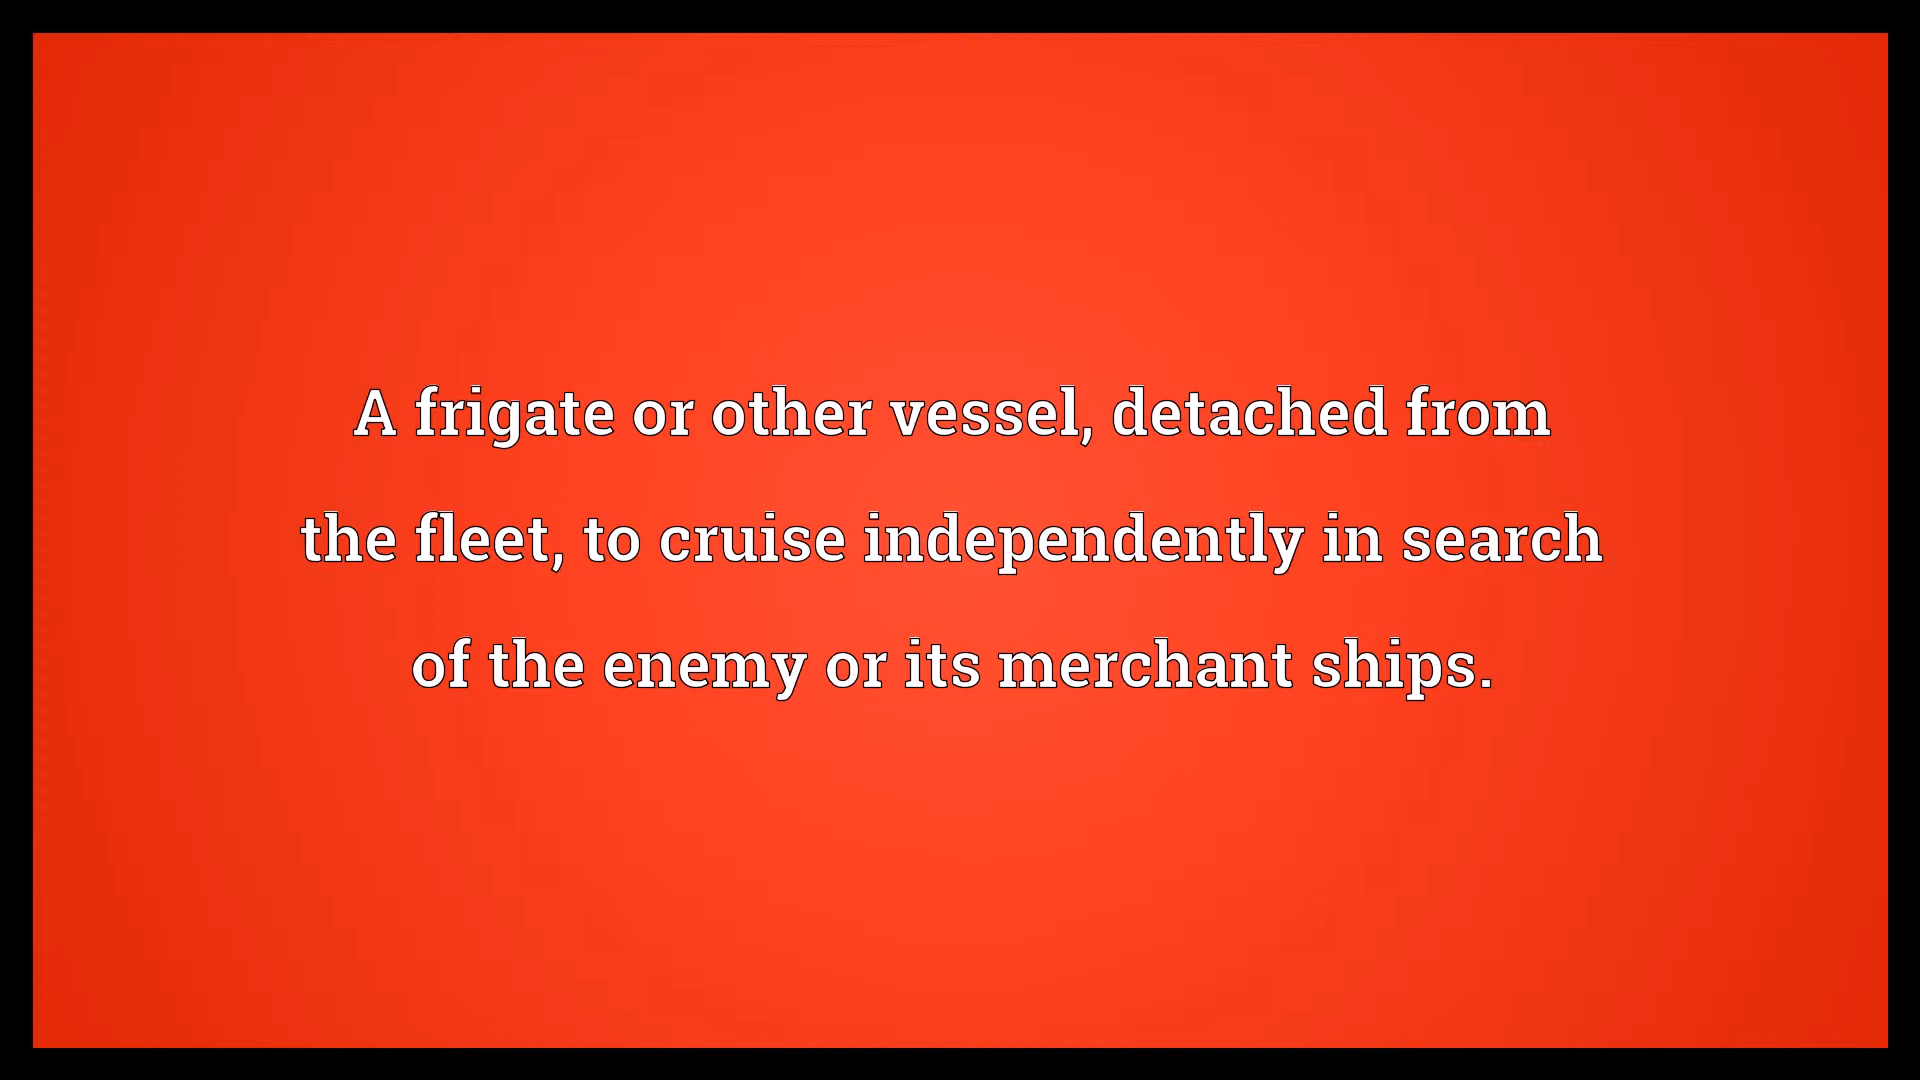 A frigate or other vessel, detached from
the fleet, to cruise independently in search
of the enemy or its merchant ships.